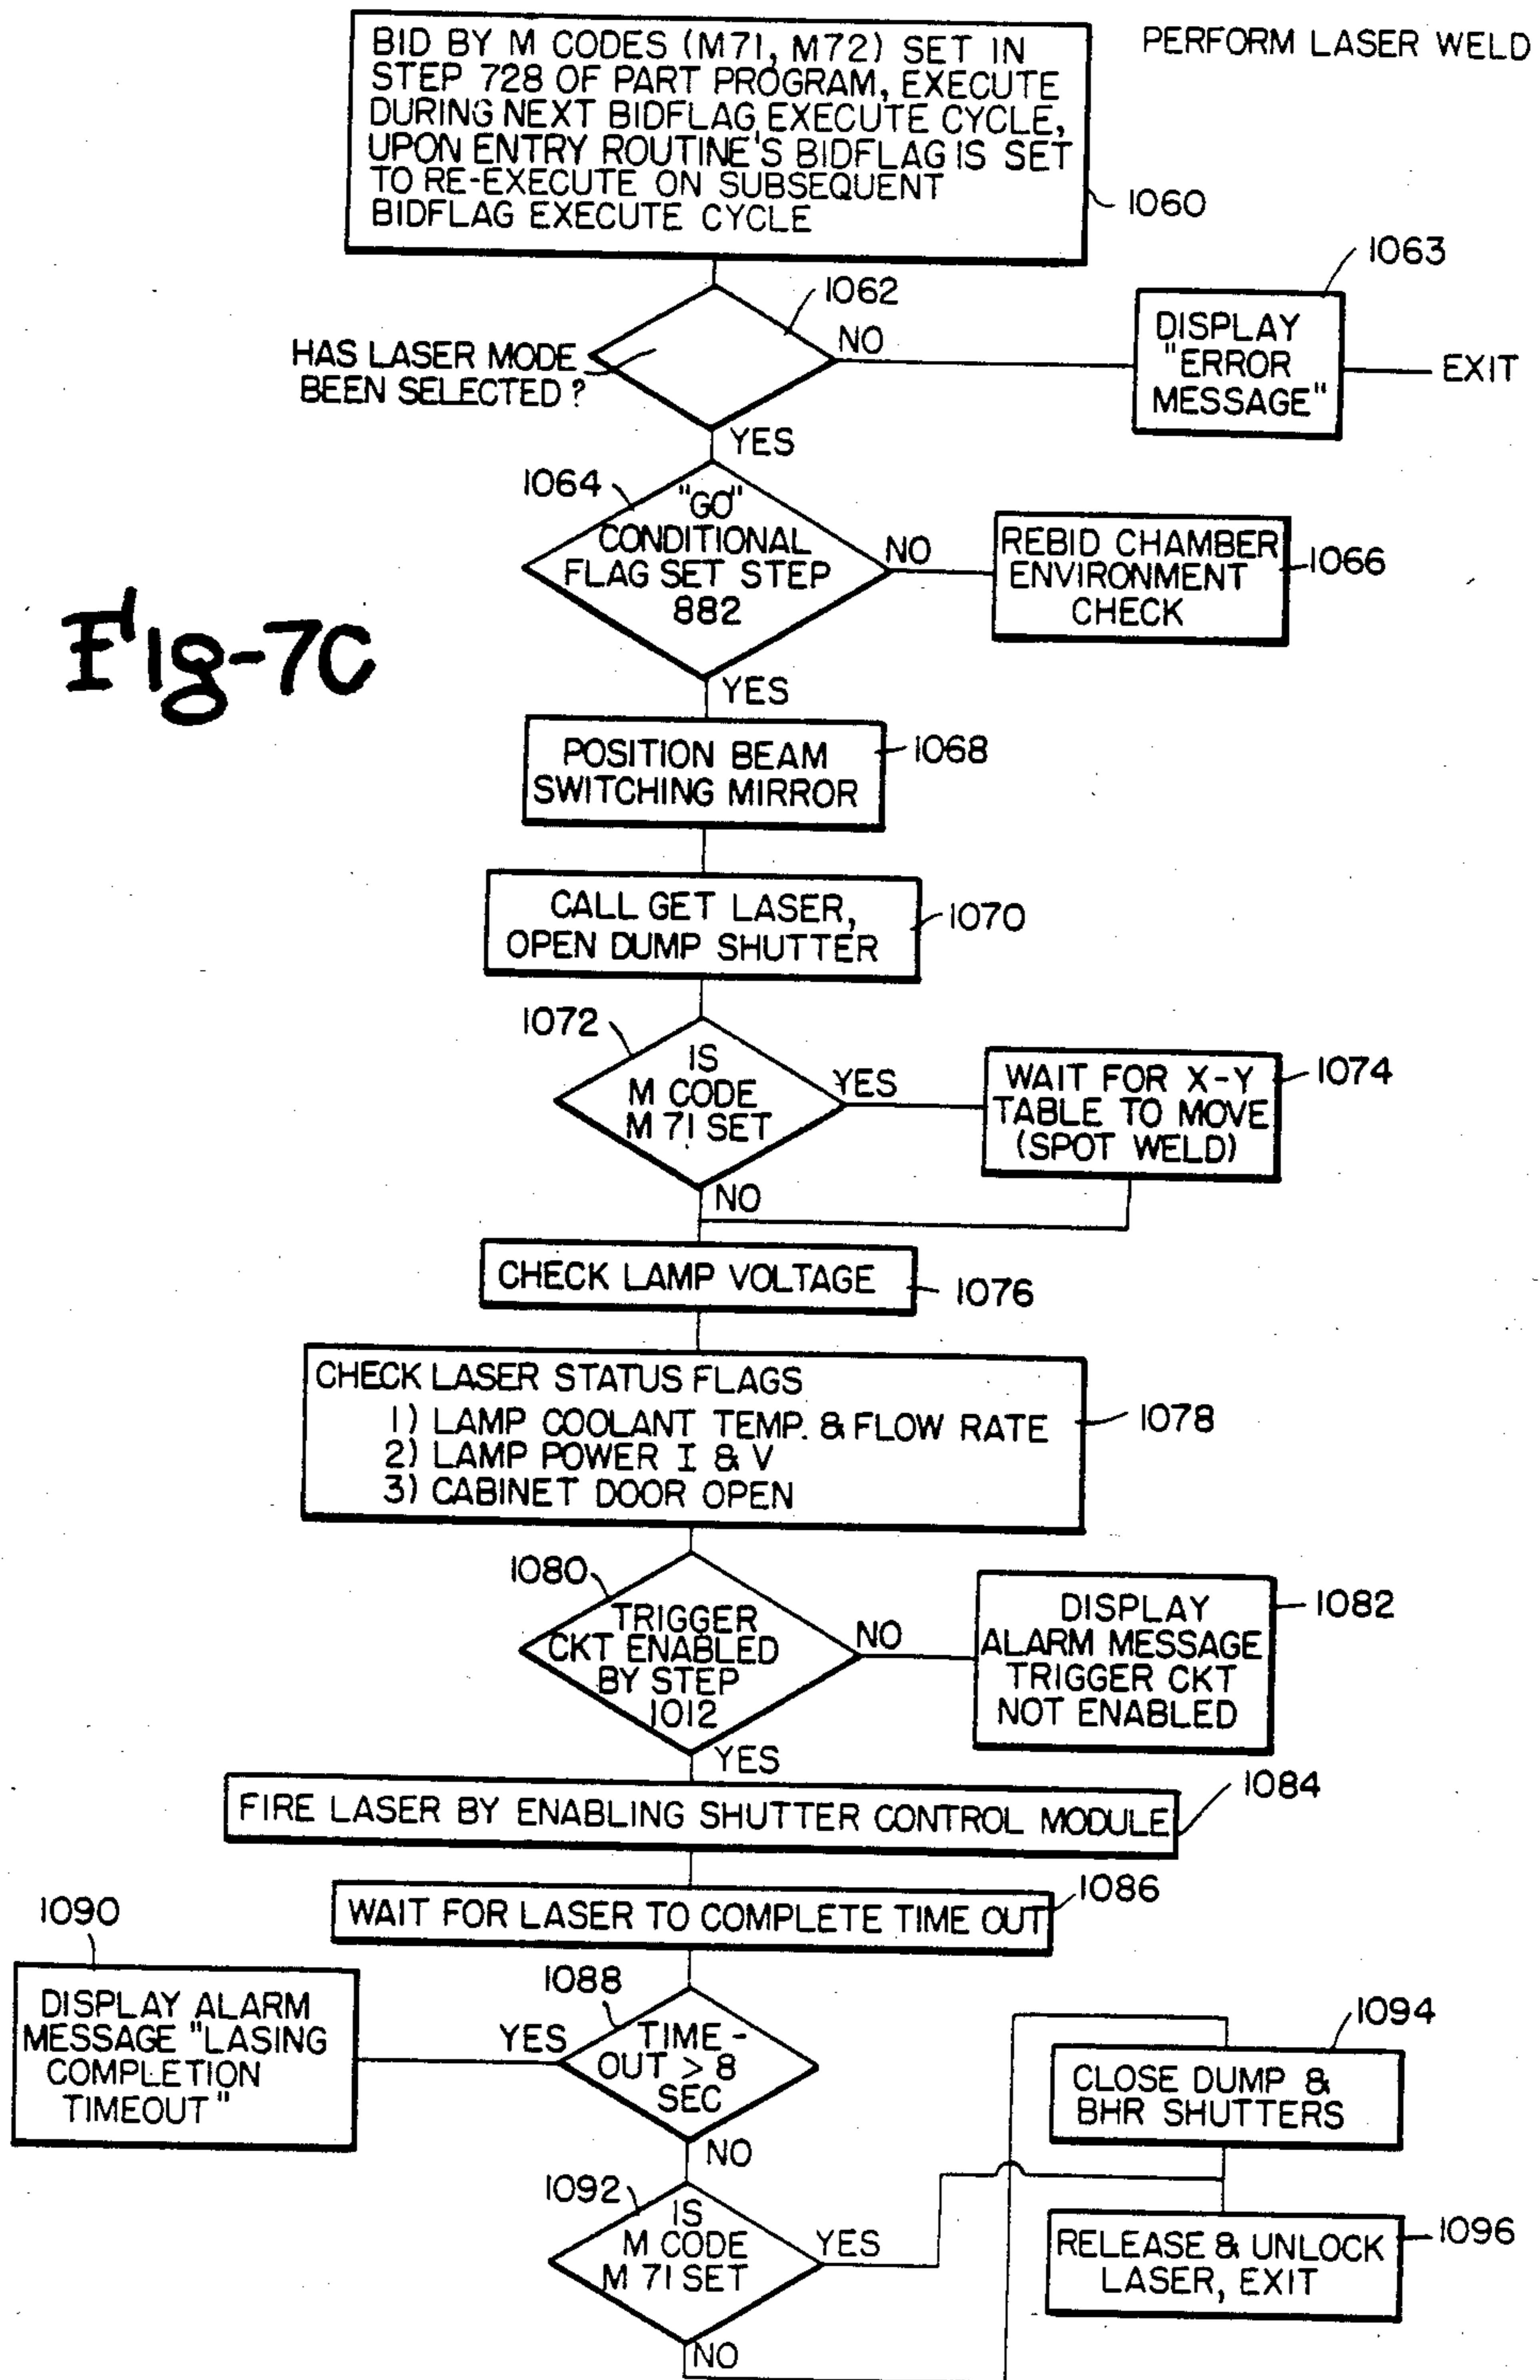 PERFORM LASER WELD
BID BY M CODES (M71, M72) SET IN
STEP 728 OF PART PROGRAM, EXECUTE
DURING NEXT BIDFLAG EXECUTE CYCLE,
UPON ENTRY ROUTINE'S BIDFLAG IS SET
TO RE-EXECUTE ON SUBSEQUENT
BIDFLAG EXECUTE CYCLE
1060
1062
HAS LASER MODE
BEEN SELECTED ?
NO
1063
DISPLAY
"ERROR
MESSAGE"
EXIT
YES
1064
"GO"
CONDITIONAL
FLAG SET STEP
882
NO
REBID CHAMBER
ENVIRONMENT
CHECK
1066
Fig-7C
YES
POSITION BEAM
SWITCHING MIRROR
1068
CALL GET LASER,
OPEN DUMP SHUTTER
1070
1072
IS
M CODE
M 71 SET
YES
WAIT FOR X-Y
TABLE TO MOVE
(SPOT WELD)
1074
NO
CHECK LAMP VOLTAGE
1076
CHECK LASER STATUS FLAGS
1) LAMP COOLANT TEMP. & FLOW RATE
2) LAMP POWER I & V
3) CABINET DOOR OPEN
1078
1080
TRIGGER
CKT ENABLED
BY STEP
1012
NO
DISPLAY
ALARM MESSAGE
TRIGGER CKT
NOT ENABLED
1082
YES
FIRE LASER BY ENABLING SHUTTER CONTROL MODULE
1084
WAIT FOR LASER TO COMPLETE TIME OUT
1086
1088
TIME-
OUT > 8
SEC
YES
1090
DISPLAY ALARM
MESSAGE "LASING
COMPLETION
TIMEOUT"
NO
1092
IS
M CODE
M 71 SET
YES
NO
1094
CLOSE DUMP &
BHR SHUTTERS
RELEASE & UNLOCK
LASER, EXIT
1096